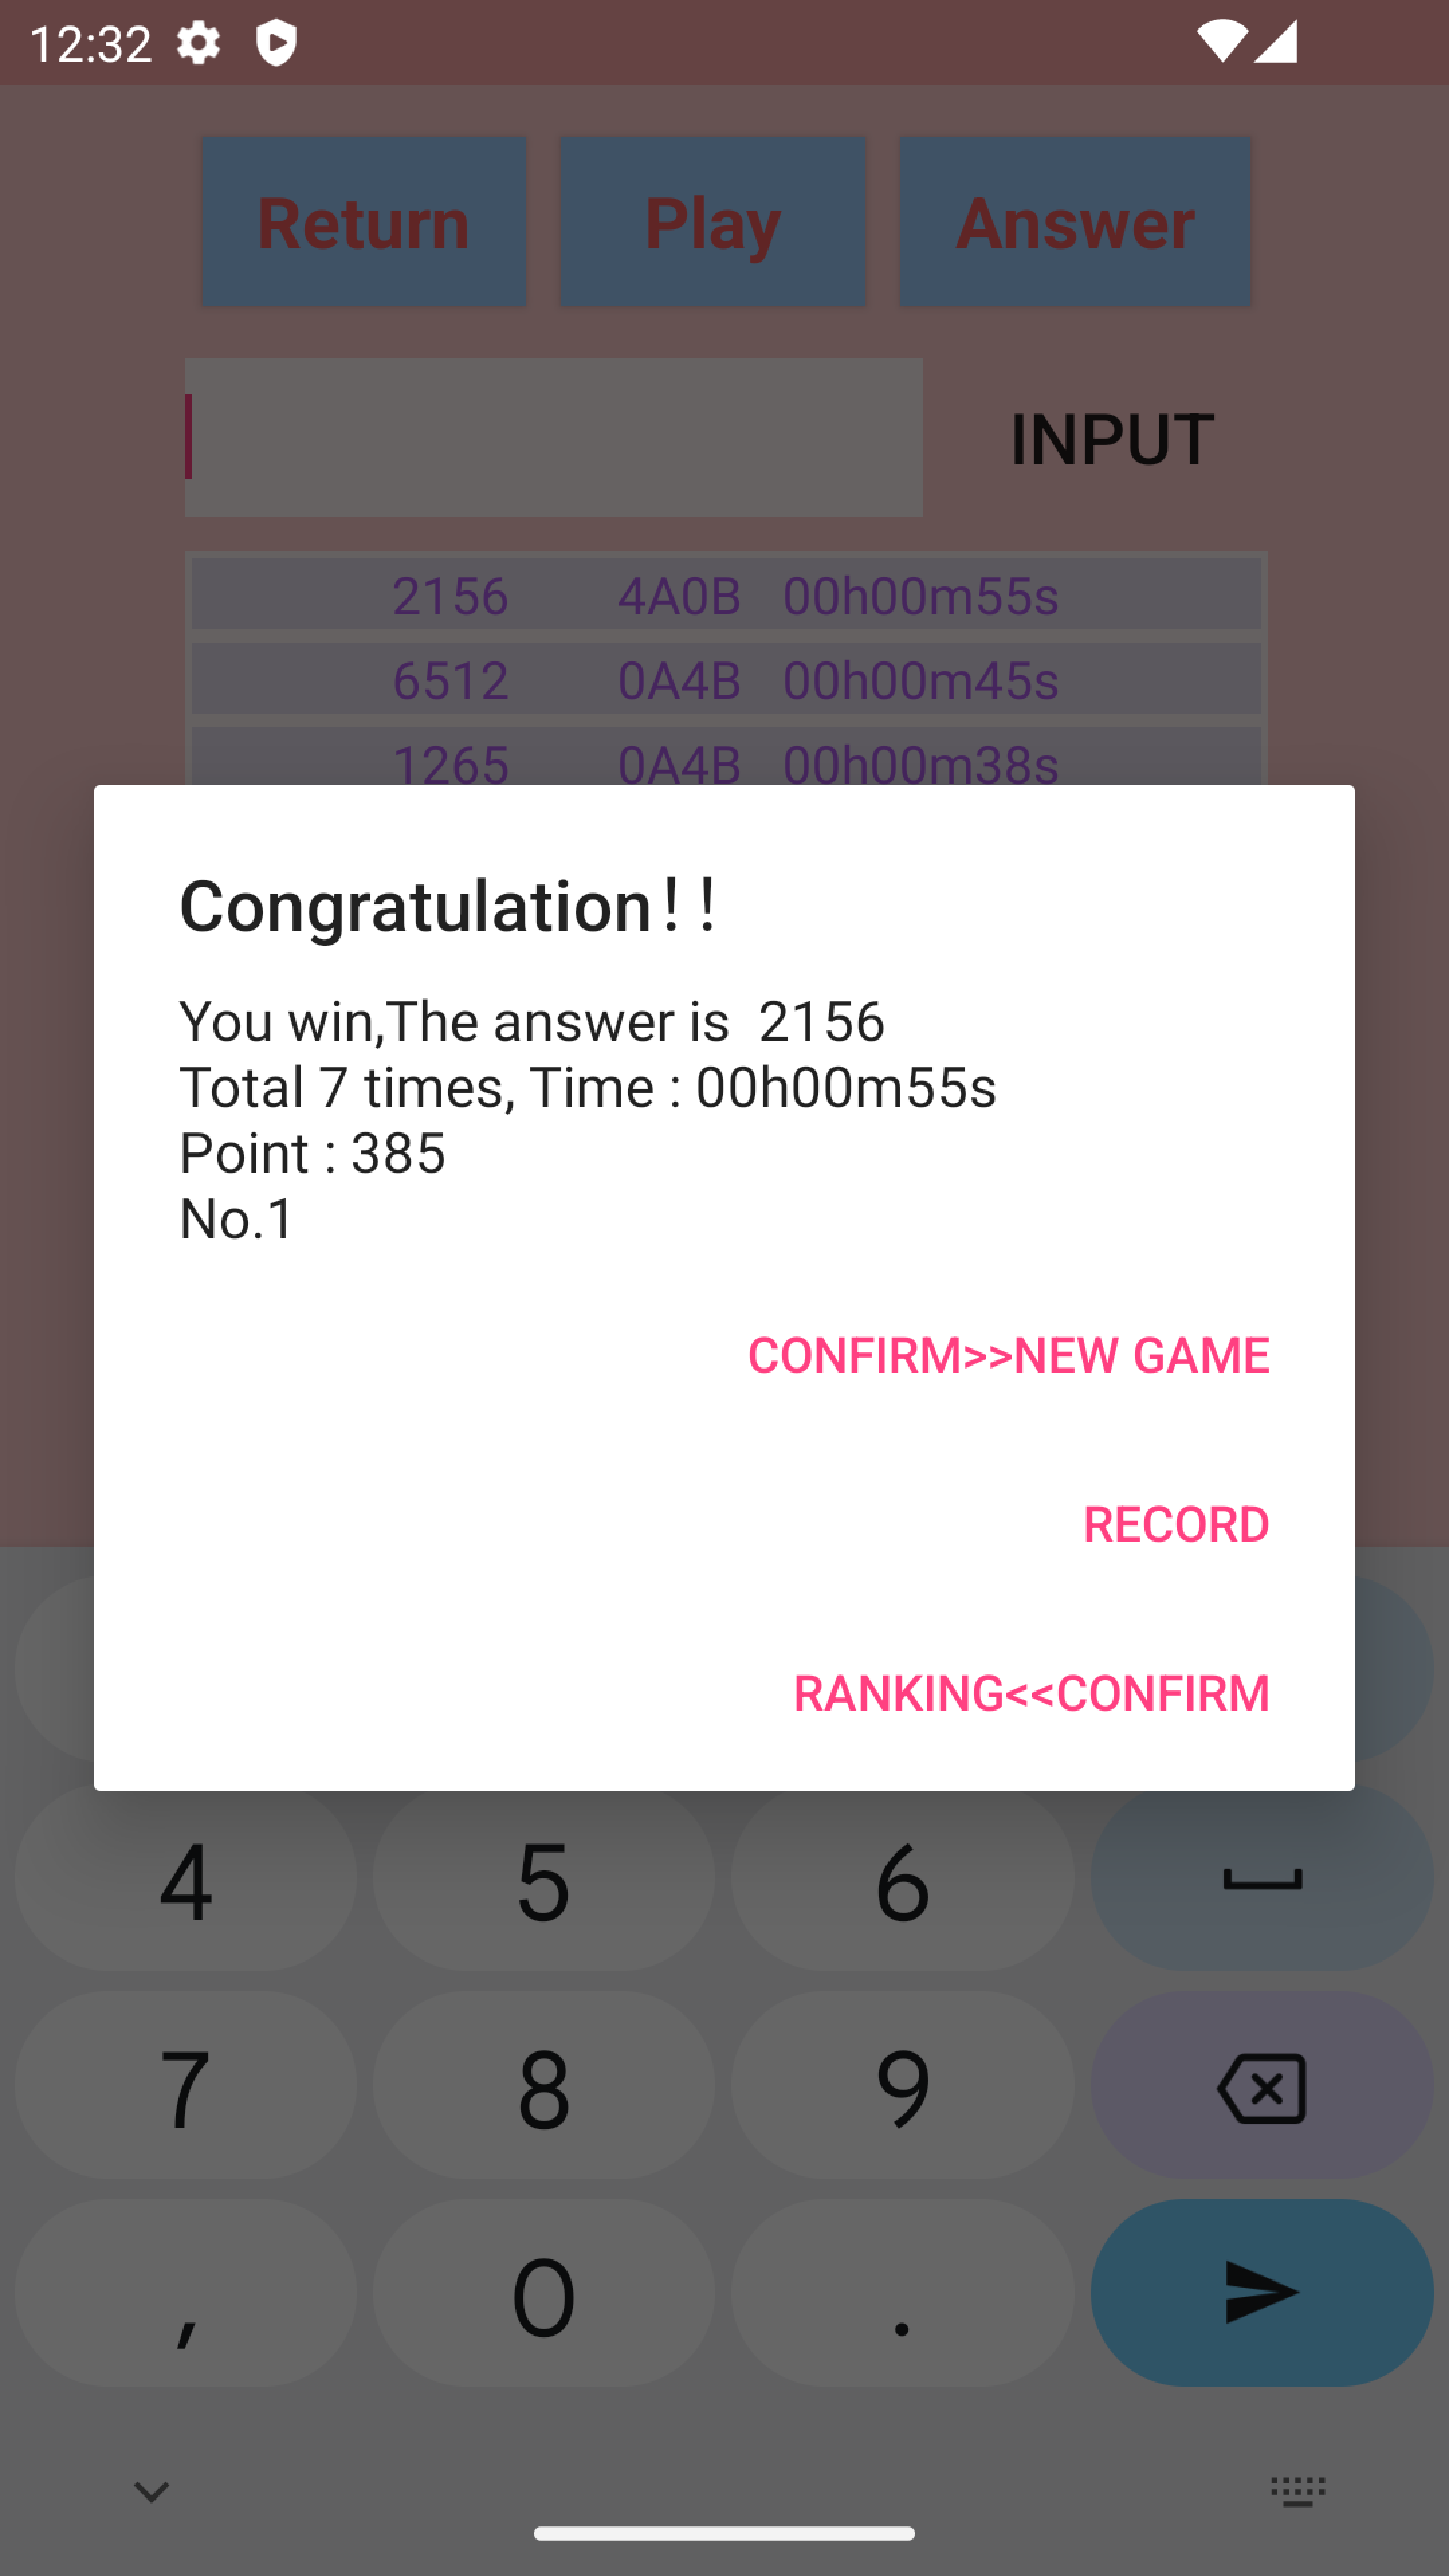 12:32
Return Play Answer
INPUT
2156 4A0B 00h00m55s
6512 0A4B 00h00m45s
1265 0A4B 00h00m38s
Congratulation!!
You win,The answer is  2156
Total 7 times, Time : 00h00m55s
Point : 385
No.1
CONFIRM>>NEW GAME
RECORD
RANKING<<CONFIRM
4 5 6
7 8 9
, 0 .